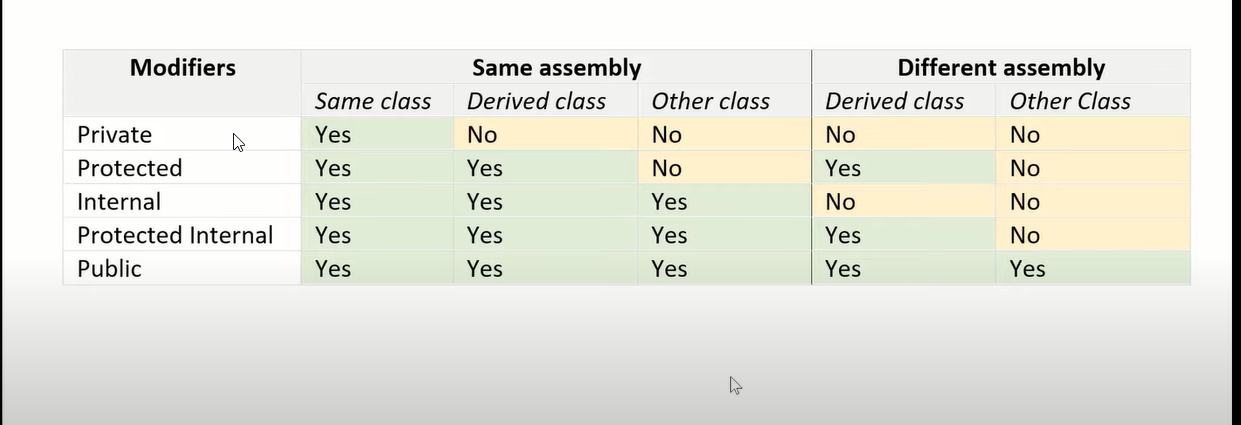 Modifiers Same assembly Different assembly
Same class Derived class Other class Derived class Other Class
Private Yes No No No No
Protected Yes Yes No Yes No
Internal Yes Yes Yes No No
Protected Internal Yes Yes Yes Yes No
Public Yes Yes Yes Yes Yes